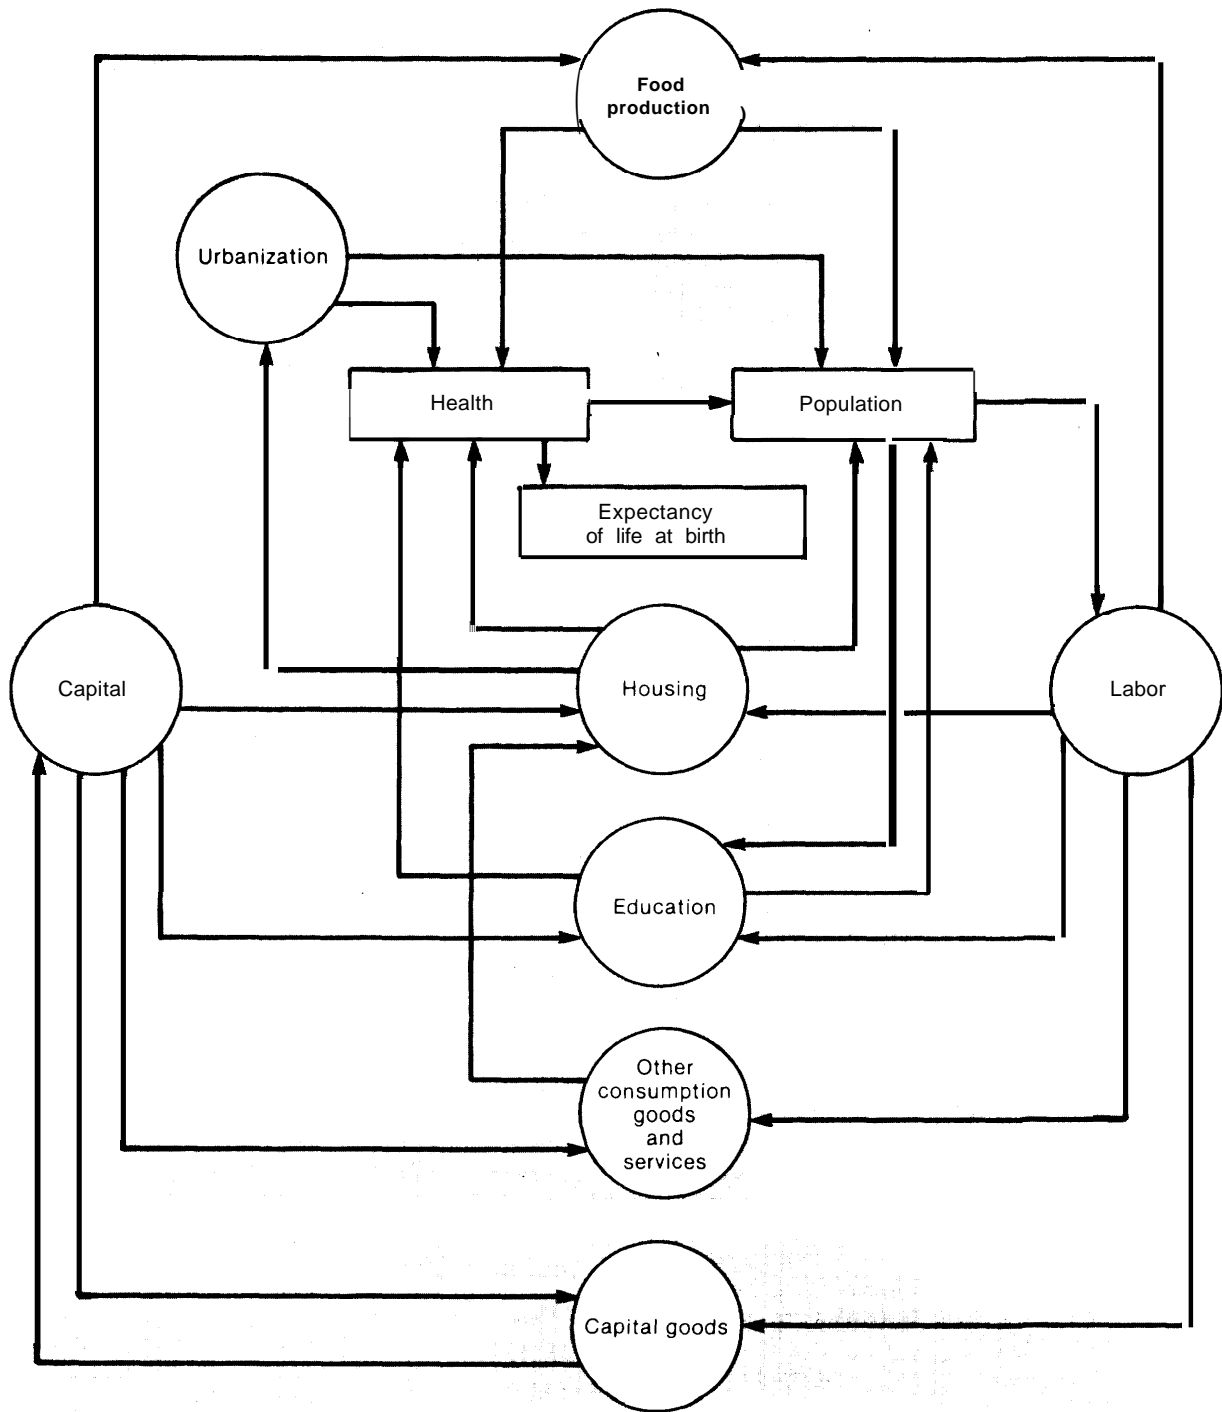 Food
production
Urbanization
Health
Population
Expectancy
of life at birth
Capital
Housing
Labor
Education
Other
consumption
goods
and
services
Capital goods